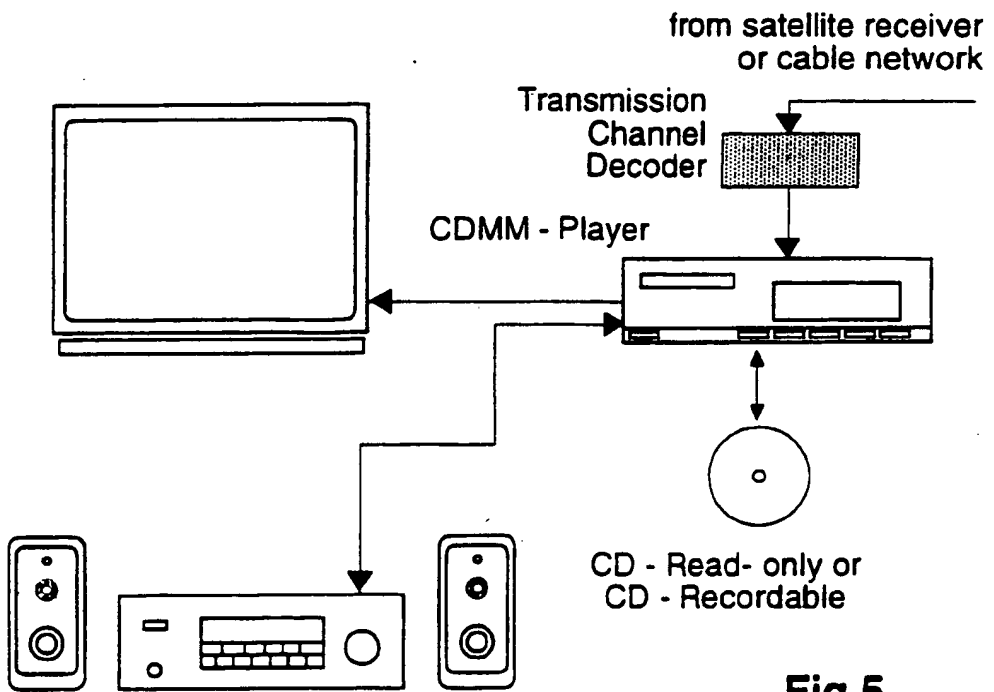 from satellite receiver
or cable network
Transmission
Channel
Decoder
CDMM - Player
CD - Read- only or
CD - Recordable
Fig 5